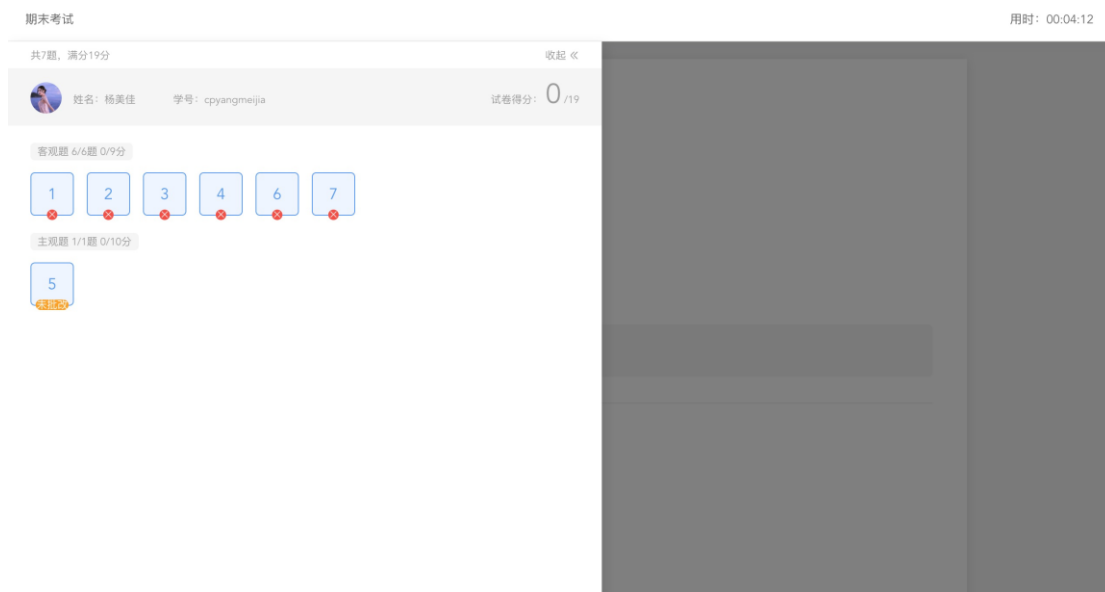 期末考试 用时：00:04:12
共7题，满分19分 收起 «
姓名：杨美佳 学号：cpyangmeijia 试卷得分：0/19
客观题 6/6题 0/9分
1 2 3 4 6 7
主观题 1/1题 0/10分
5
未批改